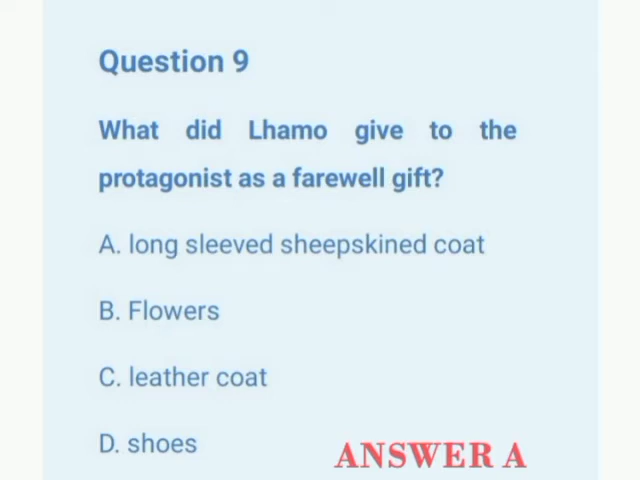 Question 9
What did Lhamo give to the
protagonist as a farewell gift?
A. long sleeved sheepskined coat
B. Flowers
C. leather coat
D. shoes
ANSWER A